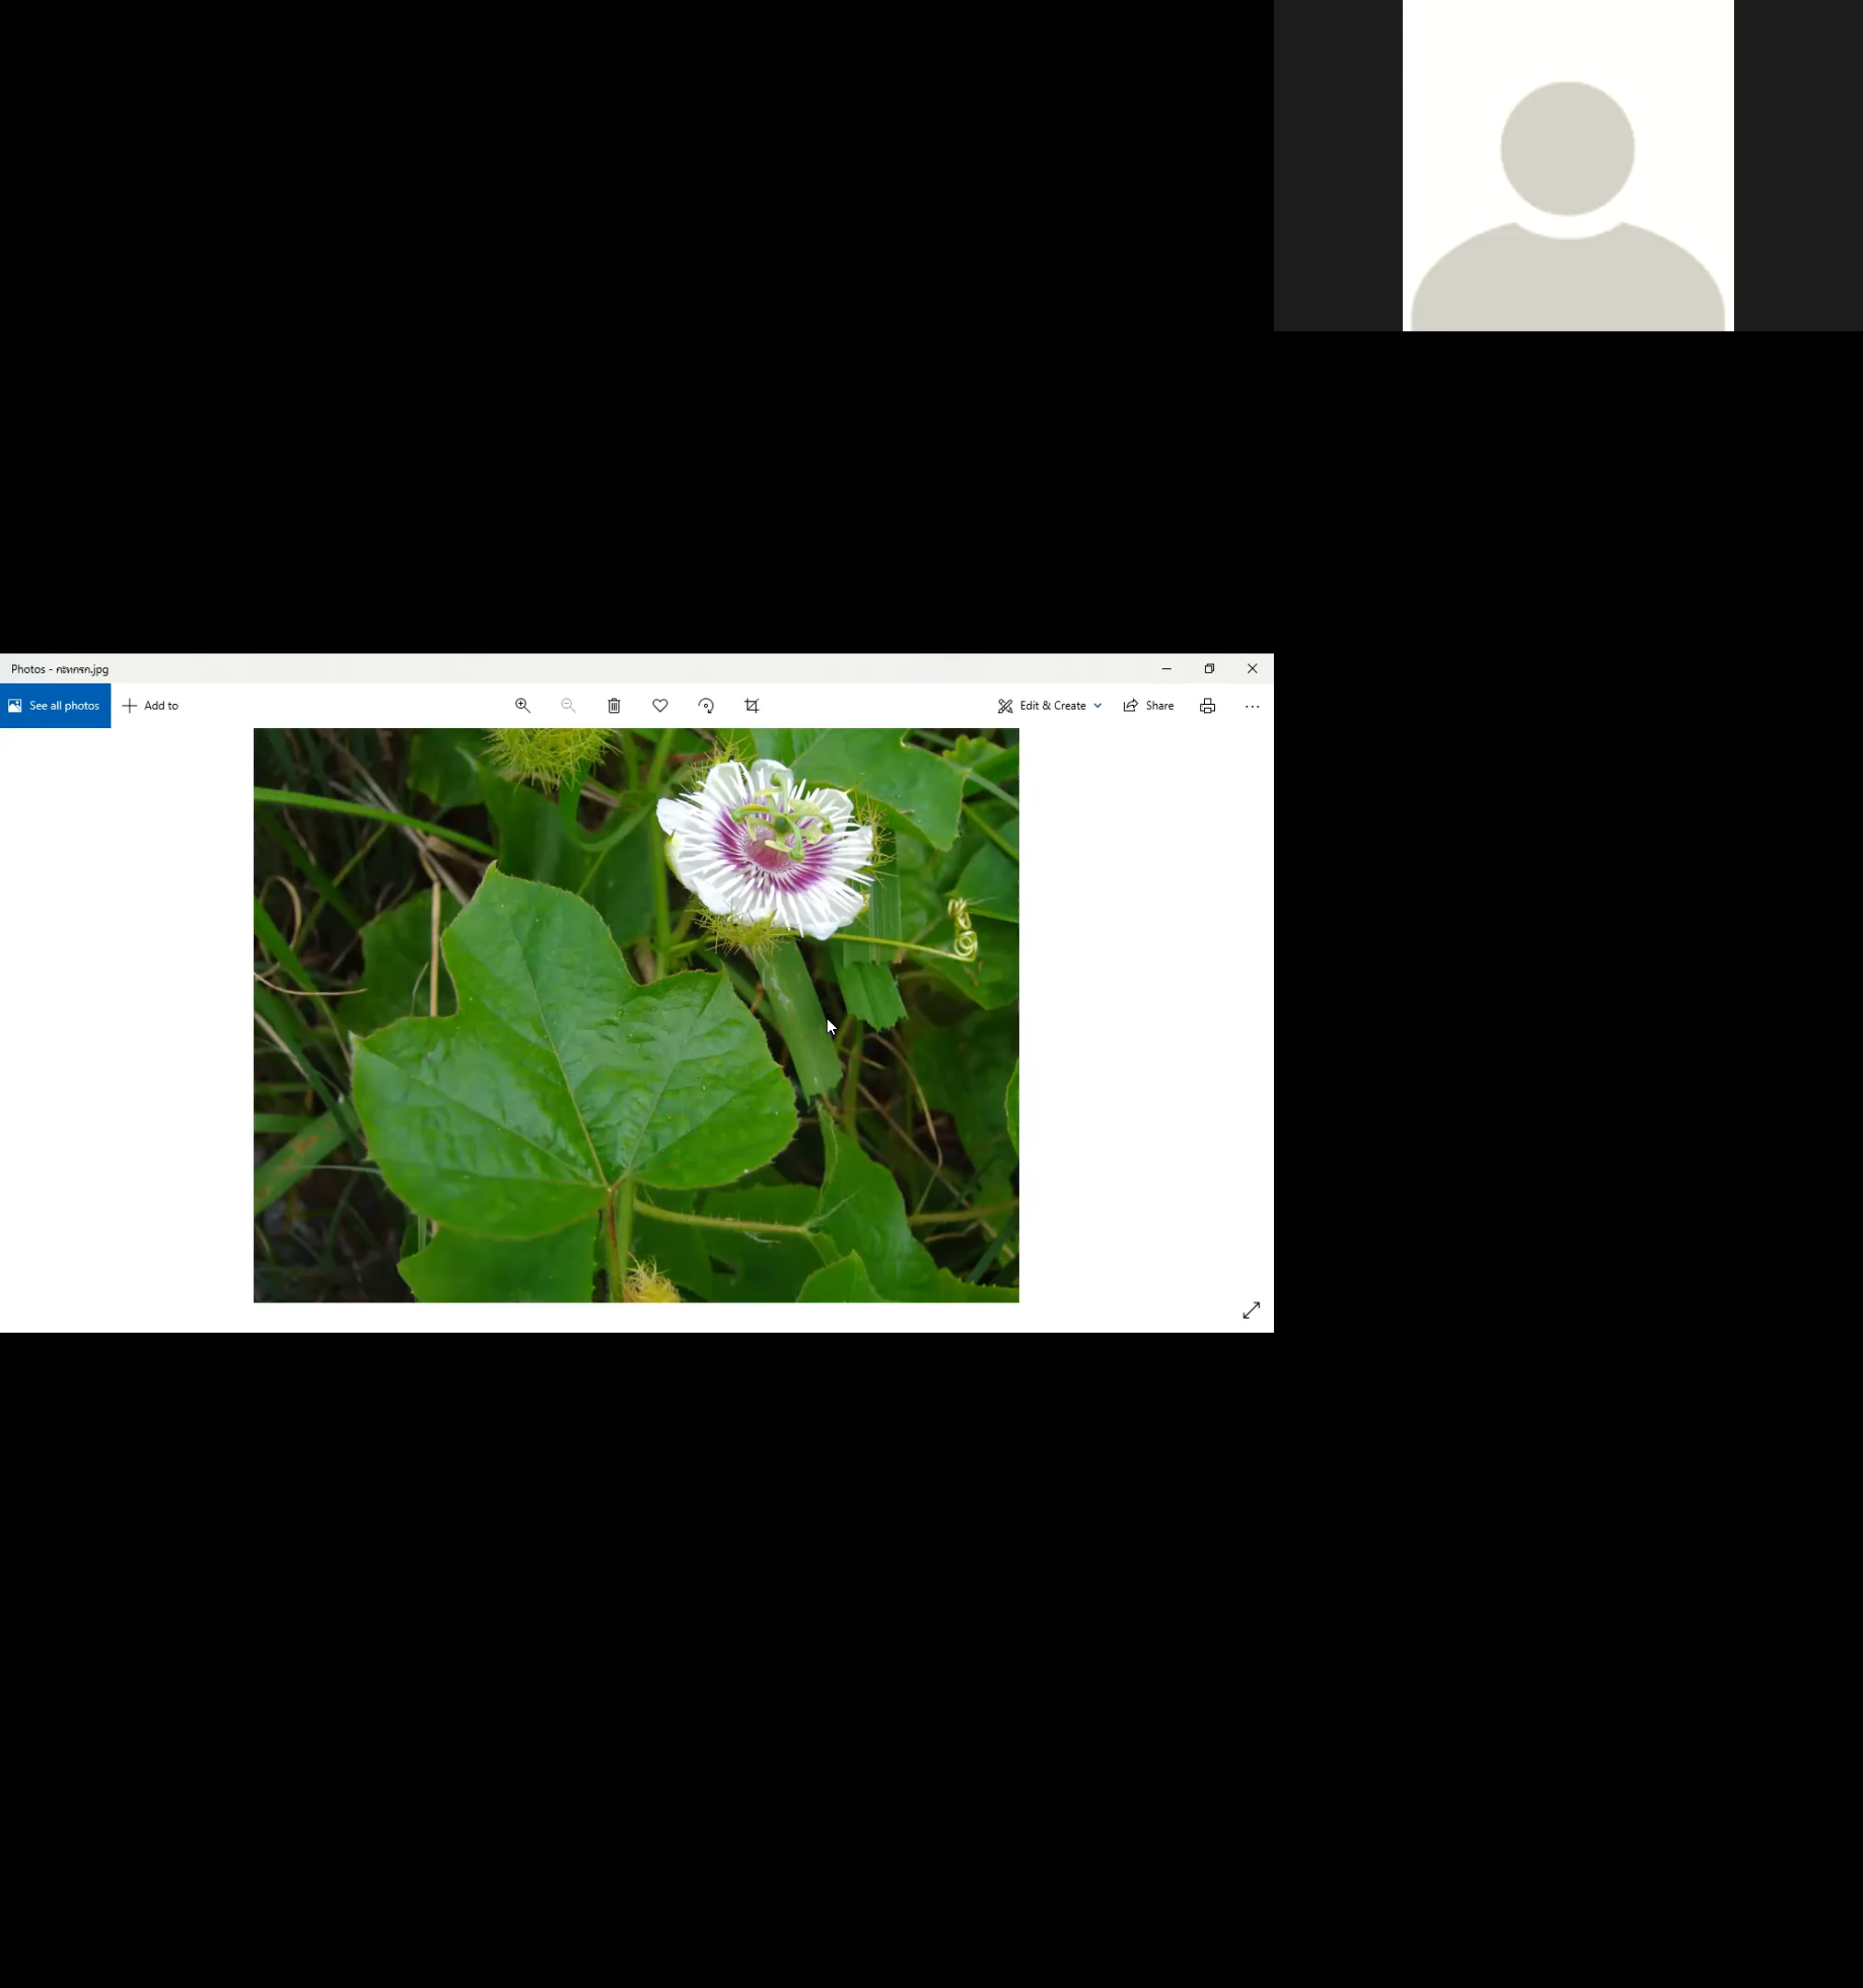 Photos - กะทกรก.jpg
See all photos
Add to
Edit & Create
Share